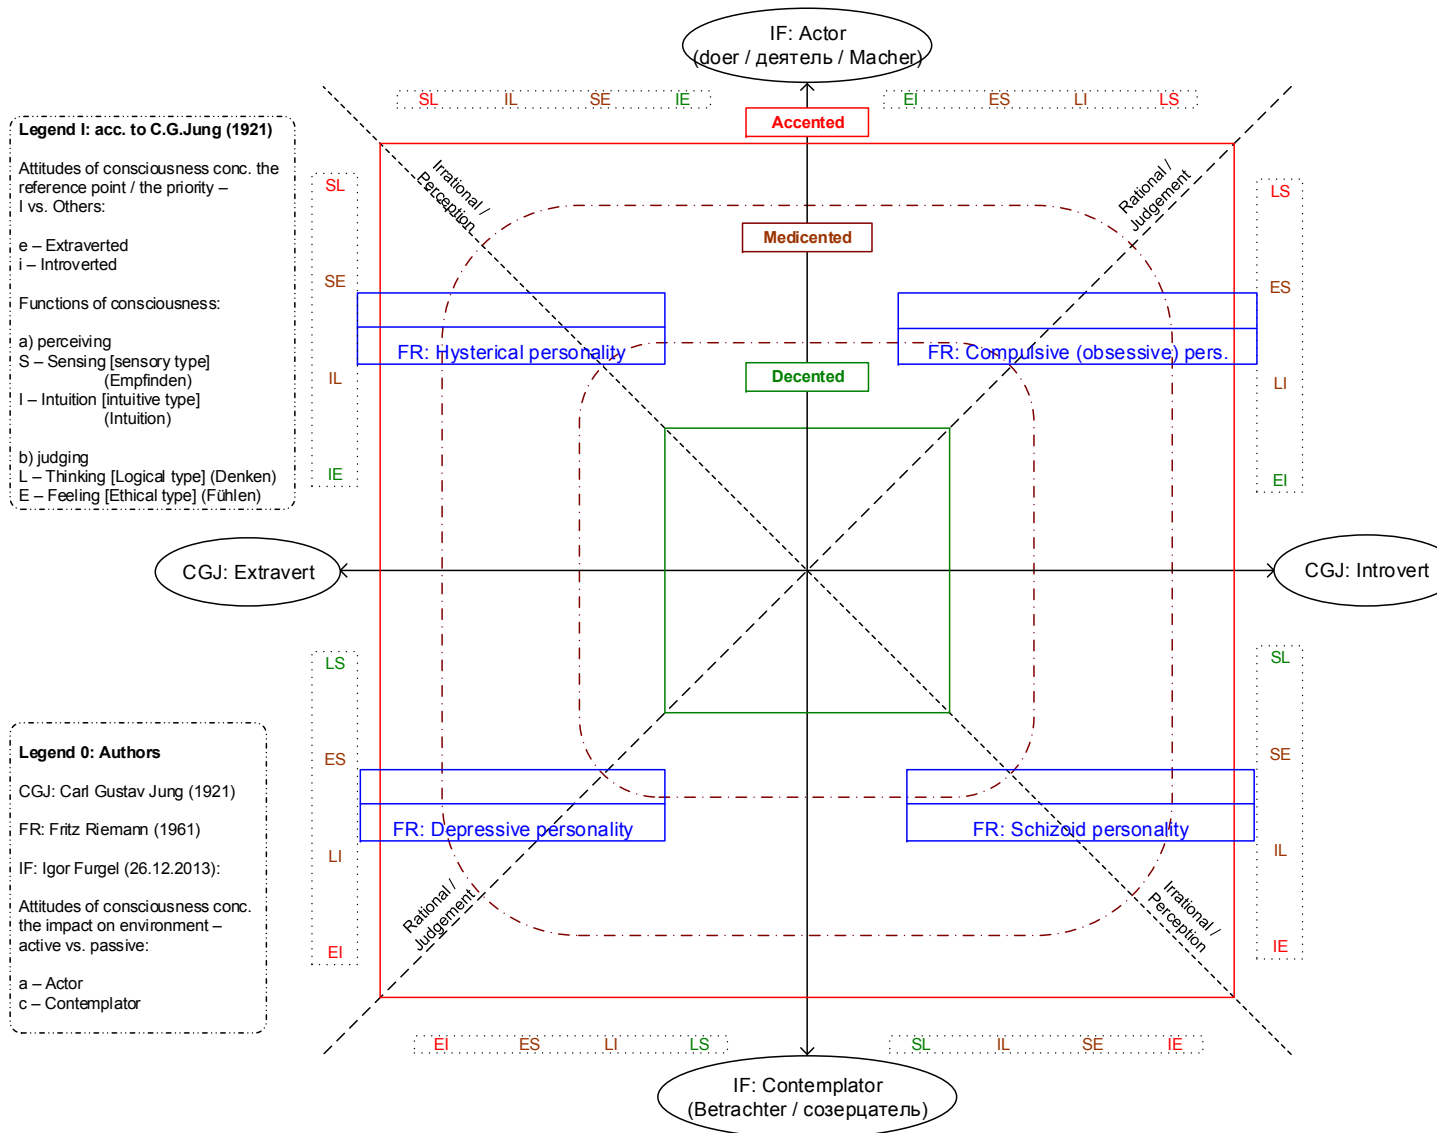 IF: Actor
(doer / деятель / Macher)
SL IL SE IE
EI ES LI LS
Accented
Legend I: acc. to C.G.Jung (1921)
Attitudes of consciousness conc. the
reference point / the priority –
I vs. Others:
e – Extraverted
i – Introverted
Functions of consciousness:
a) perceiving
S – Sensing [sensory type]
(Empfinden)
I – Intuition [intuitive type]
(Intuition)
b) judging
L – Thinking [Logical type] (Denken)
E – Feeling [Ethical type] (Fühlen)
SL
SE
IL
IE
Irrational /
Perception
Rational /
Judgement
LS
ES
LI
EI
Medicented
FR: Hysterical personality
FR: Compulsive (obsessive) pers.
Decented
CGJ: Extravert
CGJ: Introvert
LS
ES
LI
EI
SL
SE
IL
IE
Legend 0: Authors
CGJ: Carl Gustav Jung (1921)
FR: Fritz Riemann (1961)
IF: Igor Furgel (26.12.2013):
Attitudes of consciousness conc.
the impact on environment –
active vs. passive:
a – Actor
c – Contemplator
FR: Depressive personality
FR: Schizoid personality
Rational /
Judgement
Irrational /
Perception
EI ES LI LS
SL IL SE IE
IF: Contemplator
(Betrachter / созерцатель)